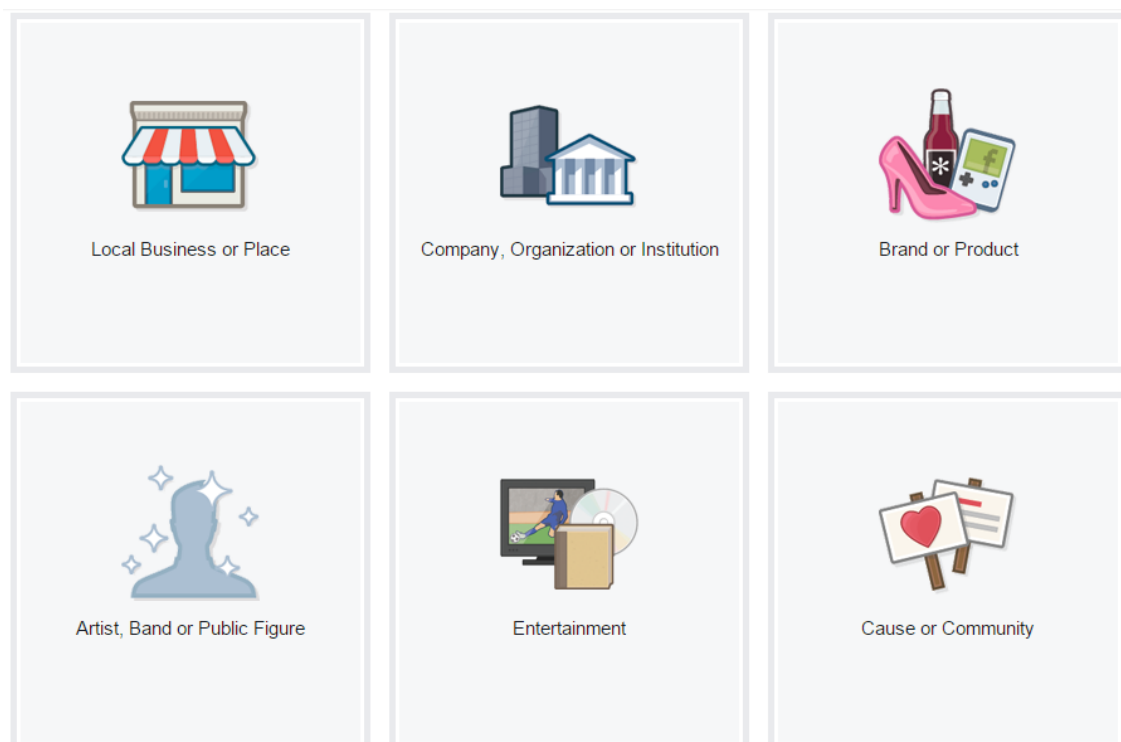 Local Business or Place
Company, Organization or Institution
Brand or Product
Artist, Band or Public Figure
Entertainment
Cause or Community